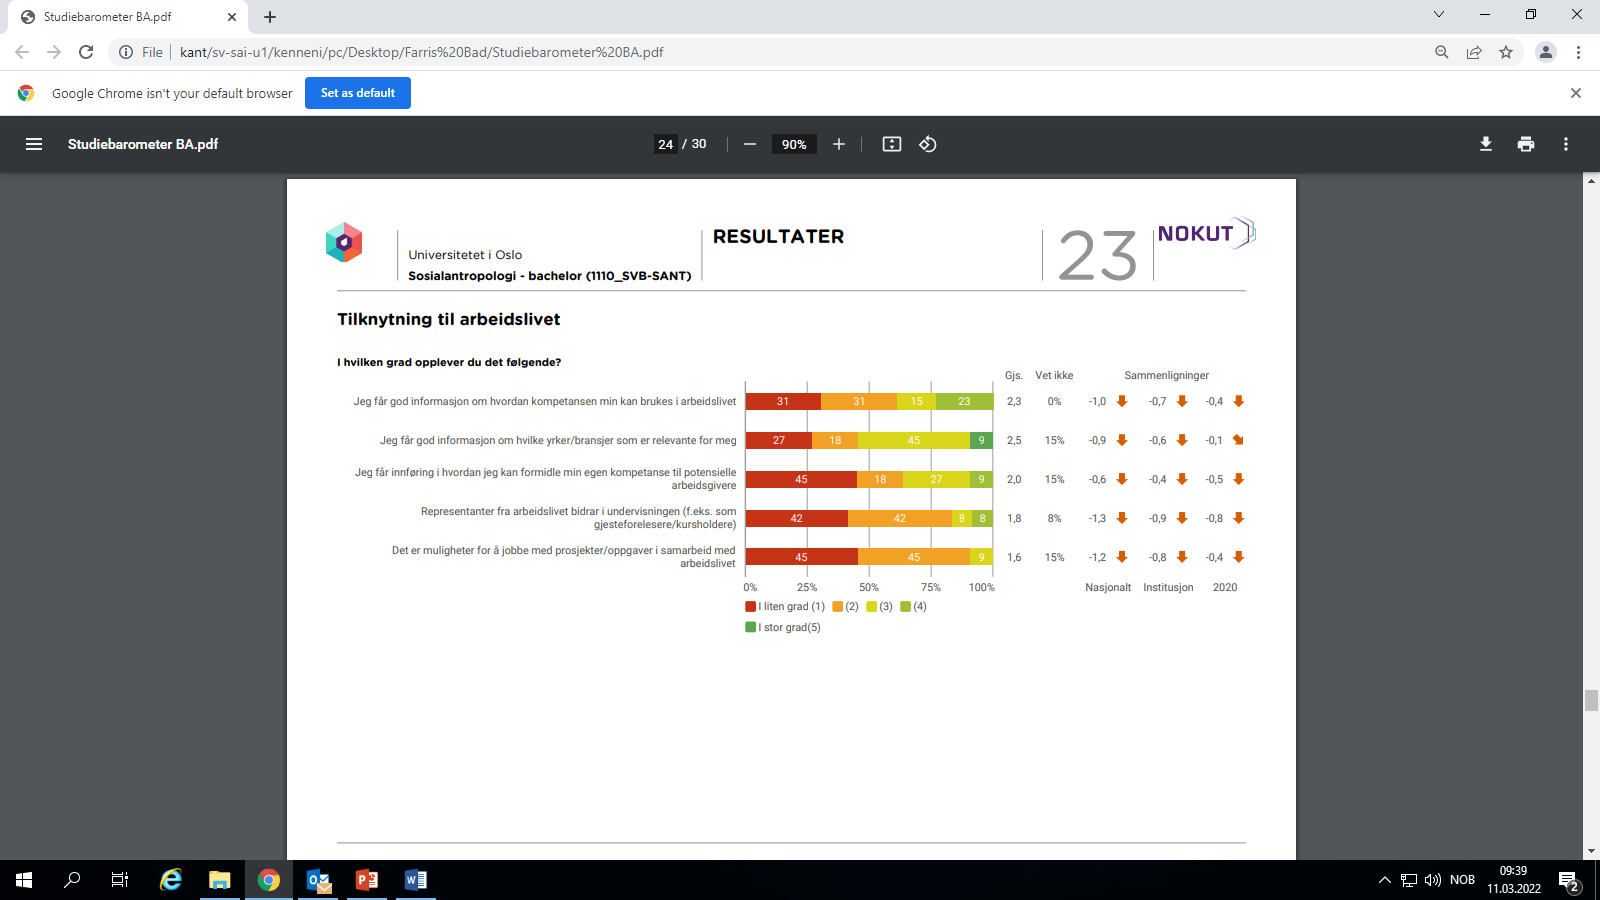 Studiebarometer BA.pdf
File | kant/sv-sai-u1/kenneni/pc/Desktop/Farris%20Bad/Studiebarometer%20BA.pdf
Google Chrome isn't your default browser Set as default
Studiebarometer BA.pdf 24 / 30 90%
Universitetet i Oslo
Sosialantropologi - bachelor (1110_SVB-SANT)
RESULTATER
23
NOKUT
Tilknytning til arbeidslivet
I hvilken grad opplever du det følgende?
Gjs. Vet ikke Sammenligninger
Jeg får god informasjon om hvordan kompetansen min kan brukes i arbeidslivet 31 31 15 23 2,3 0% -1,0 -0,7 -0,4
Jeg får god informasjon om hvilke yrker/bransjer som er relevante for meg 27 18 45 9 2,5 15% -0,9 -0,6 -0,1
Jeg får innføring i hvordan jeg kan formidle min egen kompetanse til potensielle
arbeidsgivere 45 18 27 9 2,0 15% -0,6 -0,4 -0,5
Representanter fra arbeidslivet bidrar i undervisningen (f.eks. som
gjesteforelesere/kursholdere) 42 42 8 8 1,8 8% -1,3 -0,9 -0,8
Det er muligheter for å jobbe med prosjekter/oppgaver i samarbeid med
arbeidslivet 45 45 9 1,6 15% -1,2 -0,8 -0,4
0% 25% 50% 75% 100% Nasjonalt Institusjon 2020
I liten grad (1) (2) (3) (4)
I stor grad(5)
NOB
09:39
11.03.2022
2